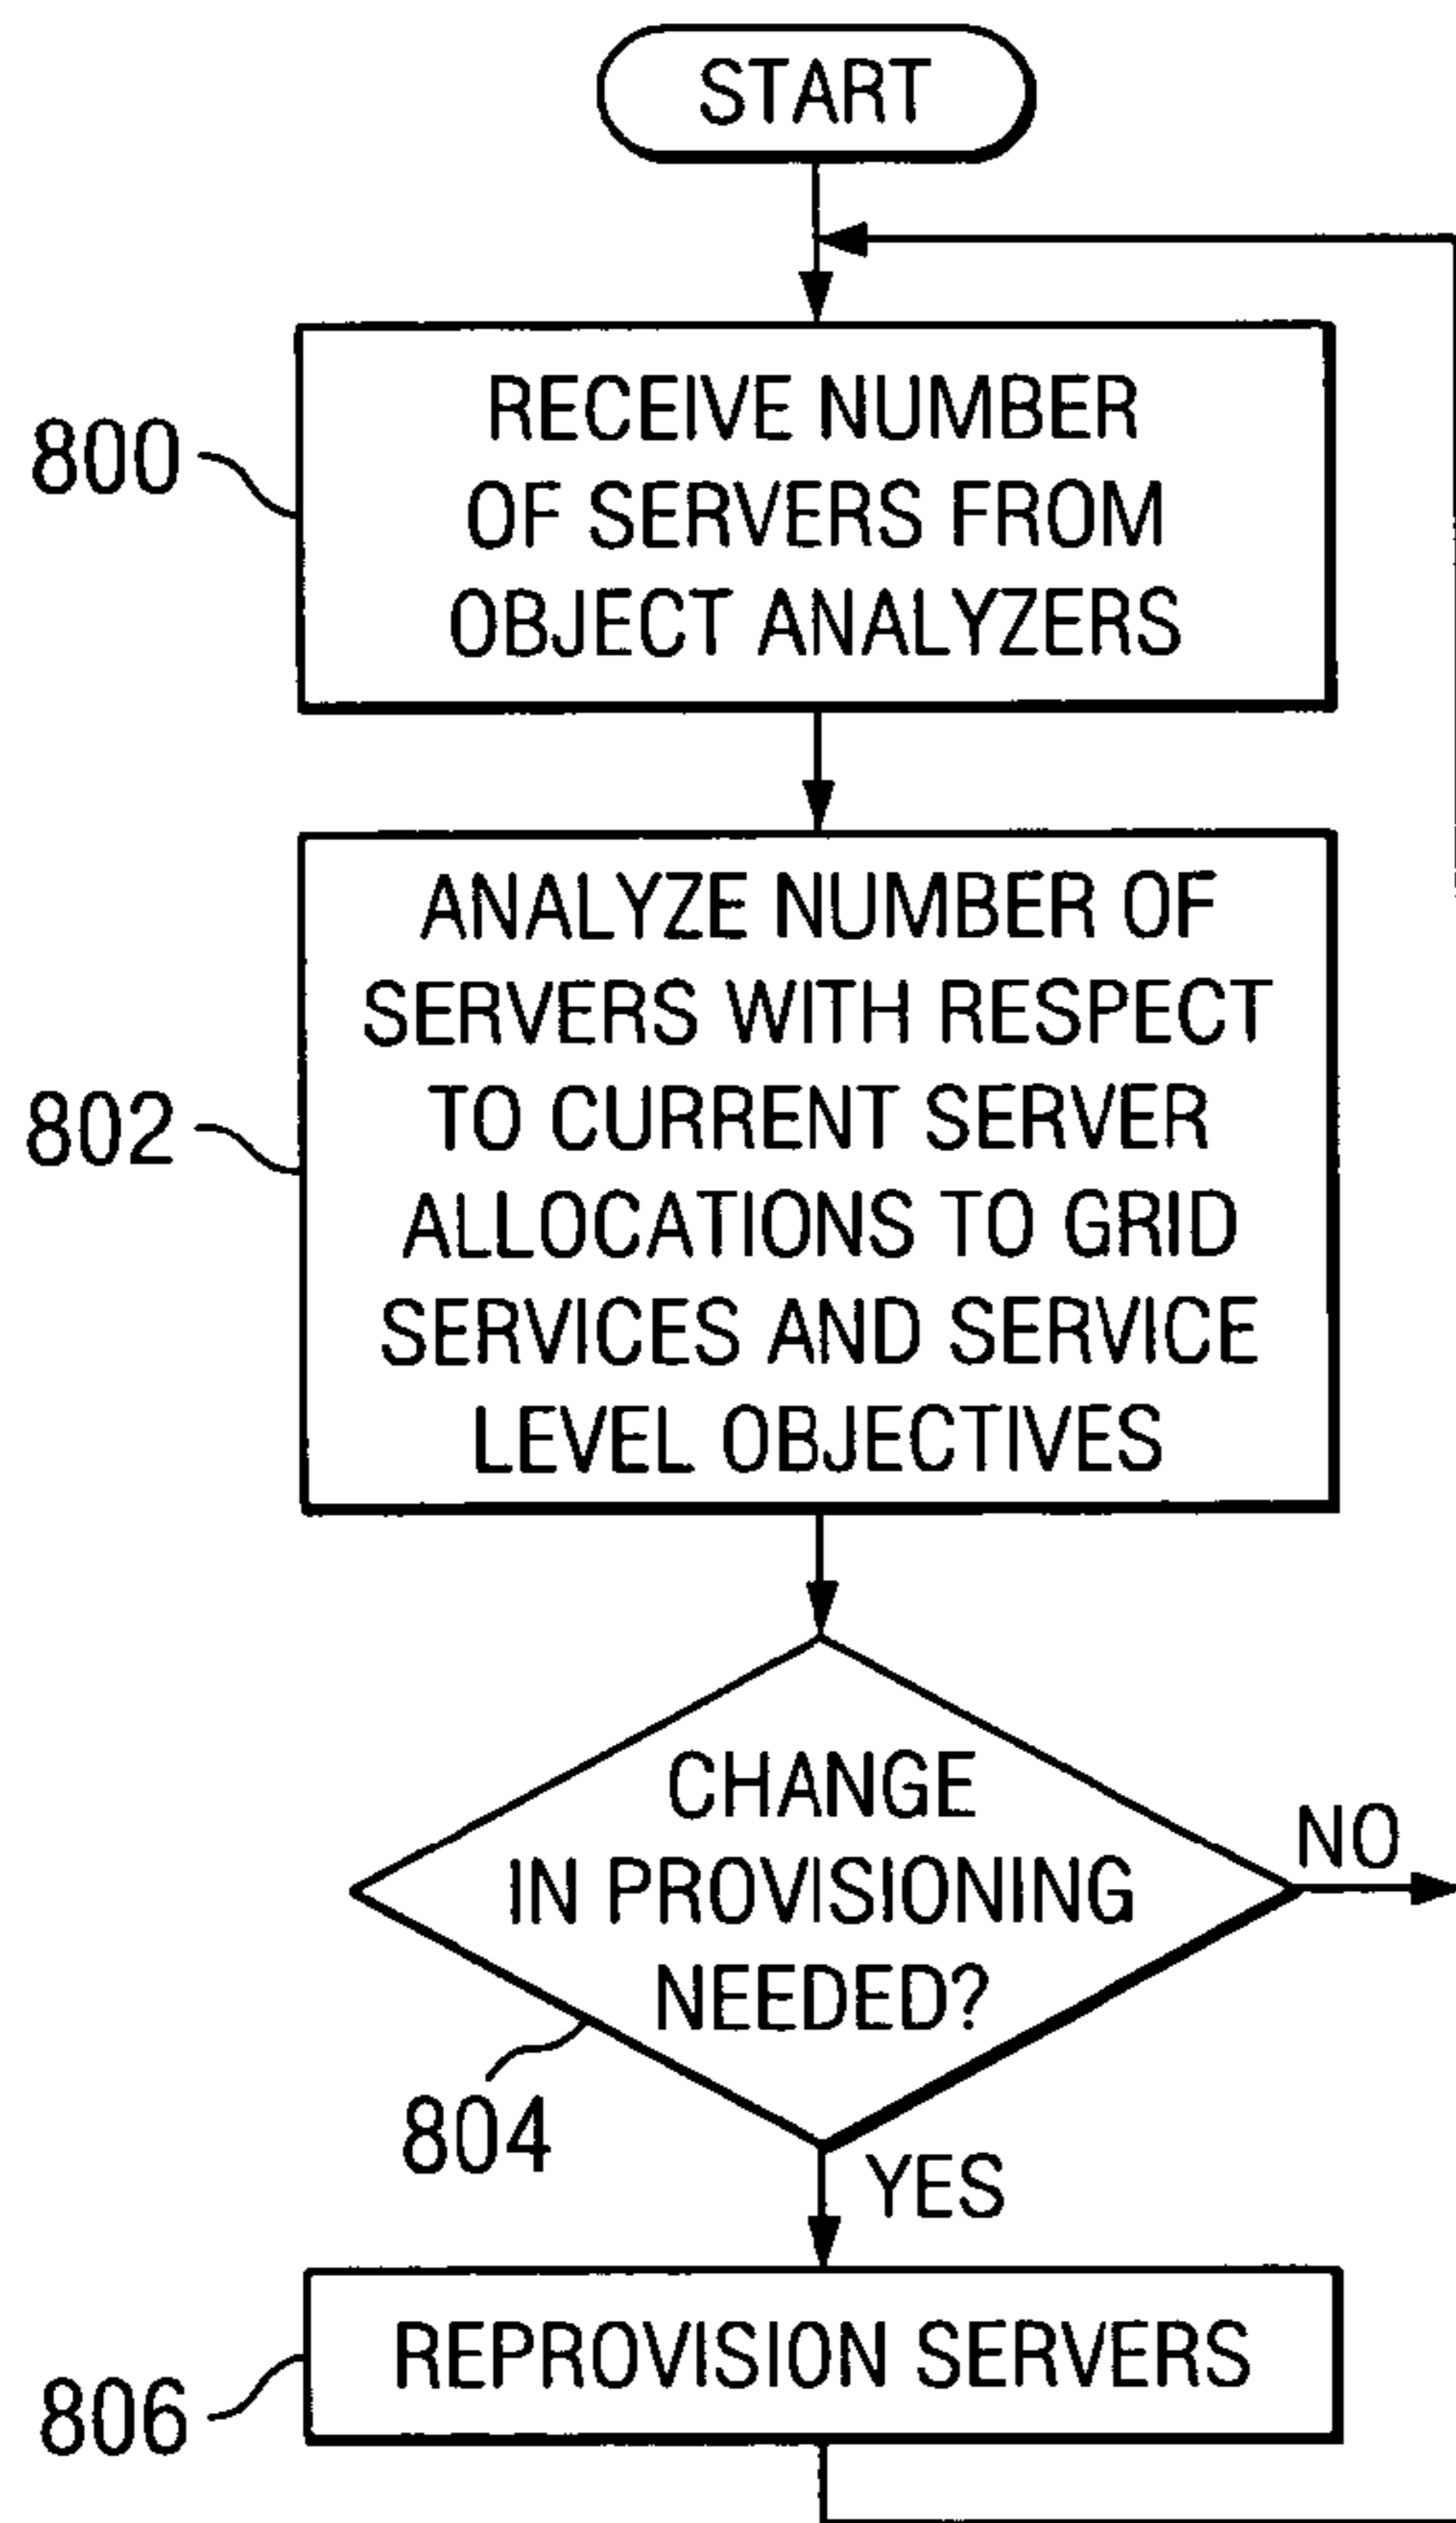 START
800
RECEIVE NUMBER
OF SERVERS FROM
OBJECT ANALYZERS
802
ANALYZE NUMBER OF
SERVERS WITH RESPECT
TO CURRENT SERVER
ALLOCATIONS TO GRID
SERVICES AND SERVICE
LEVEL OBJECTIVES
CHANGE
IN PROVISIONING
NEEDED?
NO
804
YES
REPROVISION SERVERS
806